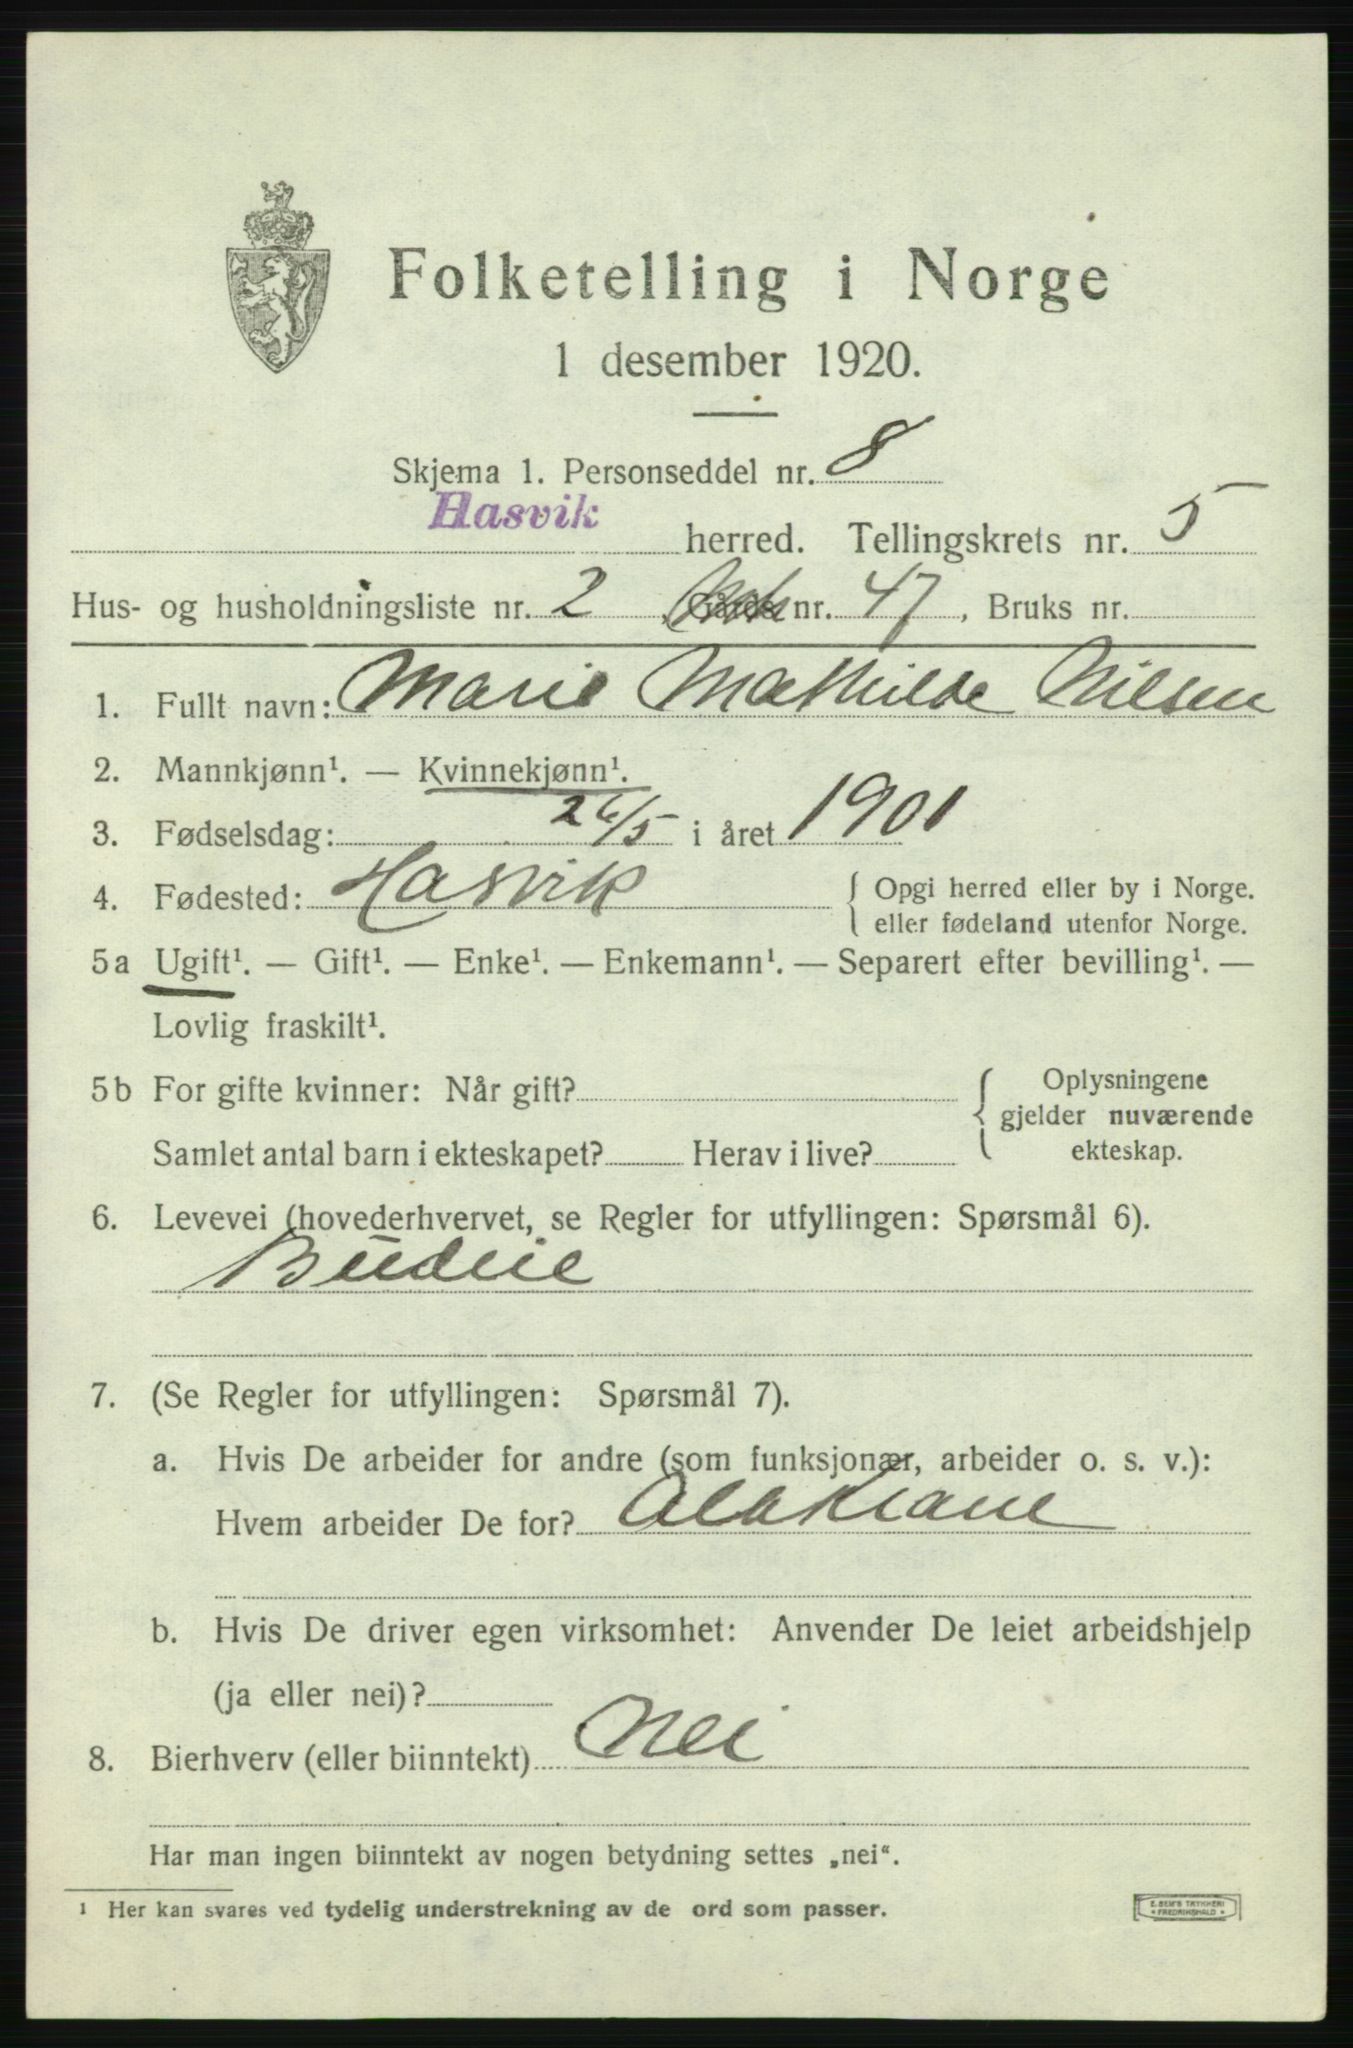 Folketelling i Norge
1 desember 1920.
Skjema 1. Personseddel nr. 8
Hasvik herred. Tellingskrets nr. 5
Hus- og husholdningsliste nr. 2, nr. 47, Bruks nr.
1. Fullt navn: Marie Mathilde Nilsen
2. Mannkjønn¹. — Kvinnekjønn¹.
3. Fødselsdag: 26/5 i året 1901
4. Fødested: Hasvik { Opgi herred eller by i Norge.
eller fødeland utenfor Norge.
5a Ugift¹. — Gift¹. — Enke¹. — Enkemann¹. — Separert efter bevilling¹. —
Lovlig fraskilt¹.
5b For gifte kvinner: Når gift? { Oplysningene
gjelder nuværende
Samlet antal barn i ekteskapet? Herav i live? ekteskap.
6. Levevei (hovederhvervet, se Regler for utfyllingen: Spørsmål 6).
Budeie
7. (Se Regler for utfyllingen: Spørsmål 7).
a. Hvis De arbeider for andre (som funksjonær, arbeider o. s. v.):
Hvem arbeider De for?
b. Hvis De driver egen virksomhet: Anvender De leiet arbeidshjelp
(ja eller nei)?
8. Bierhverv (eller biinntekt) Nei
Har man ingen biinntekt av nogen betydning settes „nei“.
¹ Her kan svares ved tydelig understrekning av de ord som passer.
E. SEM'S TRYKKERI
• FREDRIKSHALD •